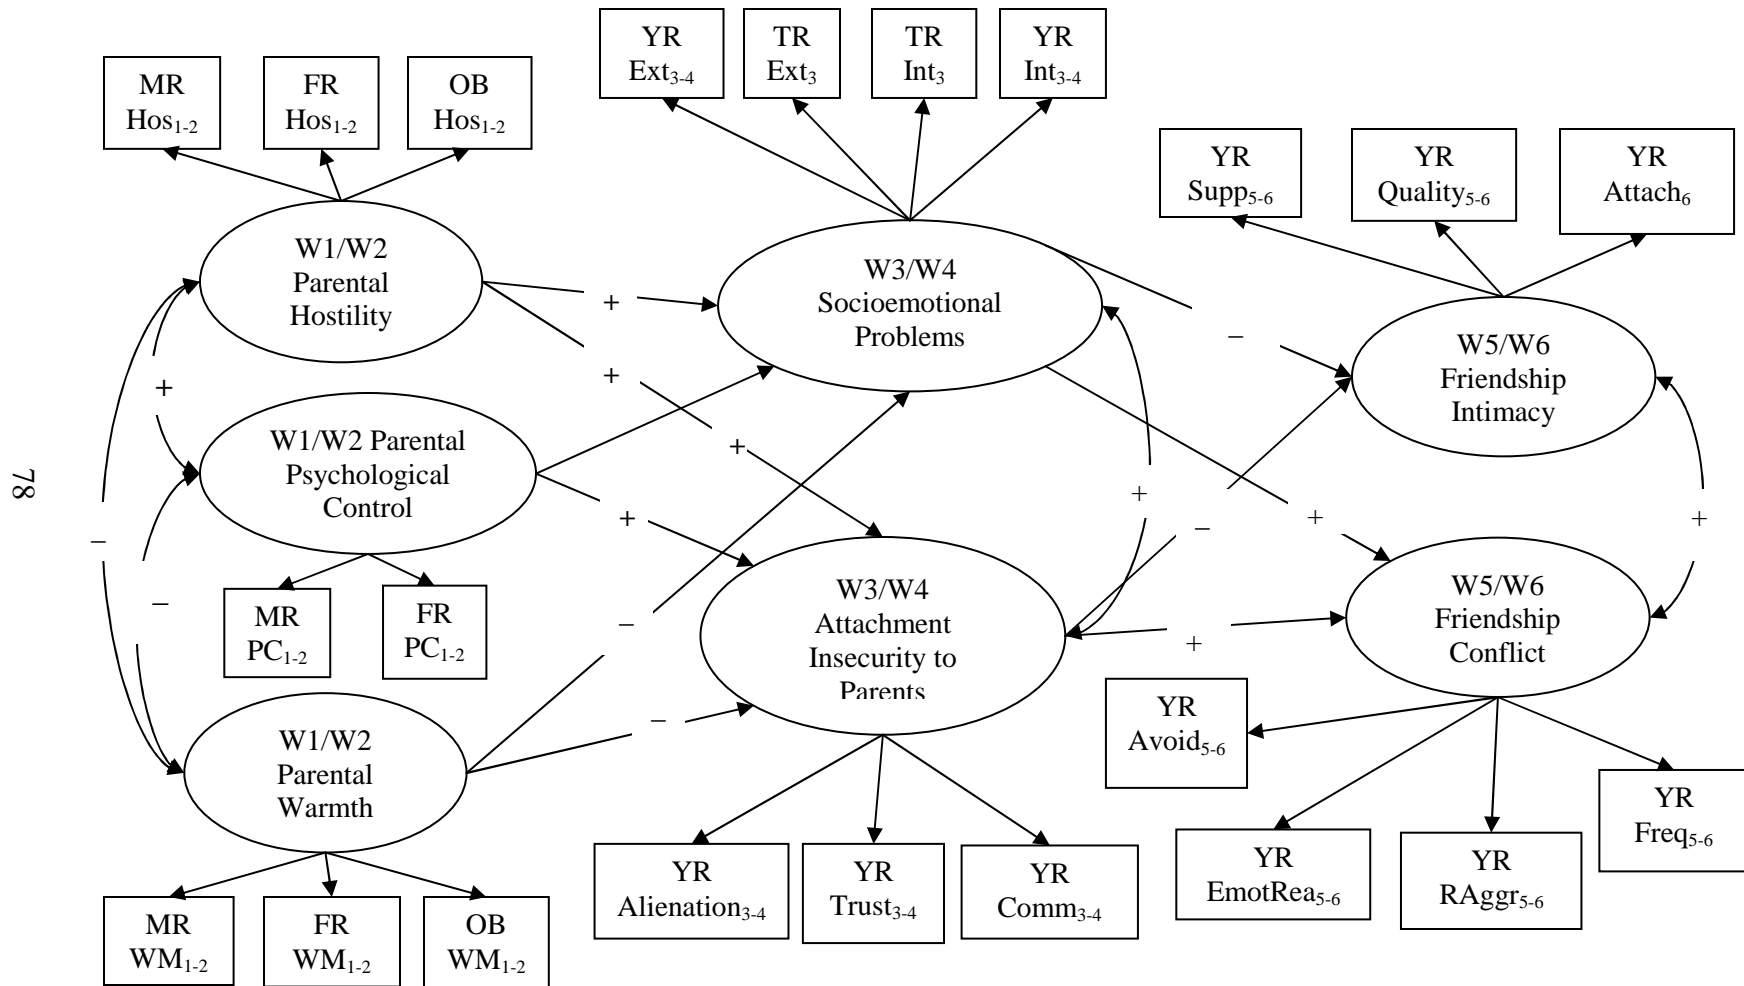 YR
Ext3-4
TR
Ext3
TR
Int3
YR
Int3-4
MR
Hos1-2
FR
Hos1-2
OB
Hos1-2
YR
Supp5-6
YR
Quality5-6
YR
Attach6
W1/W2
Parental
Hostility
W3/W4
Socioemotional
Problems
W5/W6
Friendship
Intimacy
+
+
+
+
−
−
−
+
+
+
+
−
−
−
+
+
−
W1/W2 Parental
Psychological
Control
MR
PC1-2
FR
PC1-2
W3/W4
Attachment
Insecurity to
Parents
W5/W6
Friendship
Conflict
W1/W2
Parental
Warmth
YR
Avoid5-6
YR
Freq5-6
YR
EmotRea5-6
YR
RAggr5-6
YR
Alienation3-4
YR
Trust3-4
YR
Comm3-4
MR
WM1-2
FR
WM1-2
OB
WM1-2
78